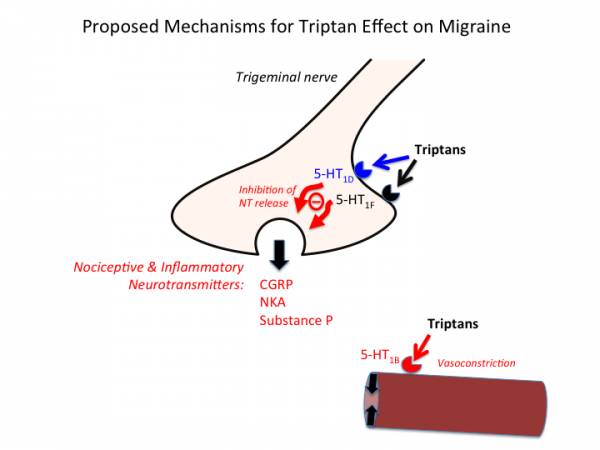 Proposed Mechanisms for Triptan Effect on Migraine
Trigeminal nerve
Triptans
5-HT1D
Inhibition of
NT release
5-HT1F
Nociceptive & Inflammatory
Neurotransmitters:
CGRP
NKA
Substance P
Triptans
5-HT1B
Vasoconstriction